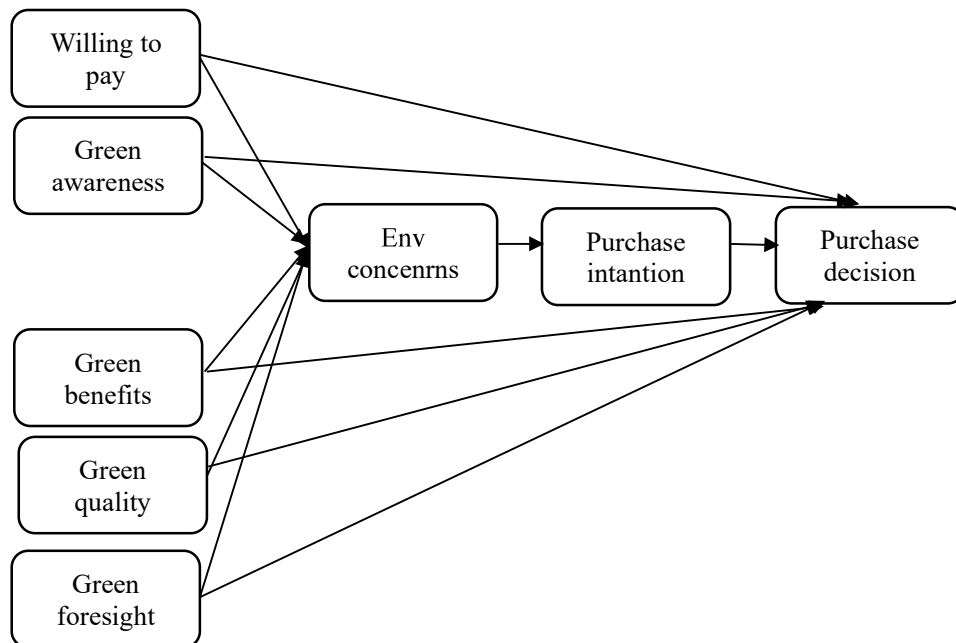 Willing to
pay
Green
awareness
Env
concenrns
Purchase
intantion
Purchase
decision
Green
benefits
Green
quality
Green
foresight